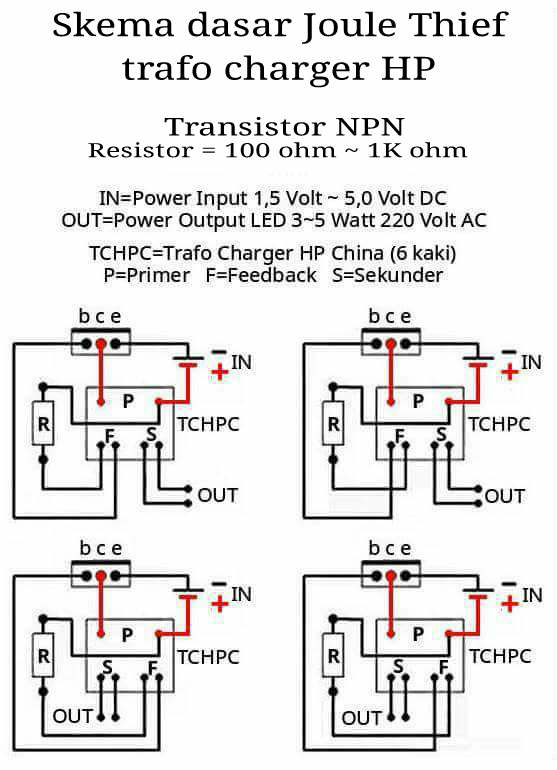 Skema dasar Joule Thief
trafo charger HP
Transistor NPN
Resistor = 100 ohm ~ 1K ohm
IN=Power Input 1,5 Volt ~ 5,0 Volt DC
OUT=Power Output LED 3~5 Watt 220 Volt AC
TCHPC=Trafo Charger HP China (6 kaki)
P=Primer F=Feedback S=Sekunder
b c e
− IN
+
P
R
TCHPC
F S
OUT
b c e
− IN
+
P
R
TCHPC
F S
OUT
b c e
− IN
+
P
R
TCHPC
S F
OUT
b c e
− IN
+
P
R
TCHPC
S F
OUT